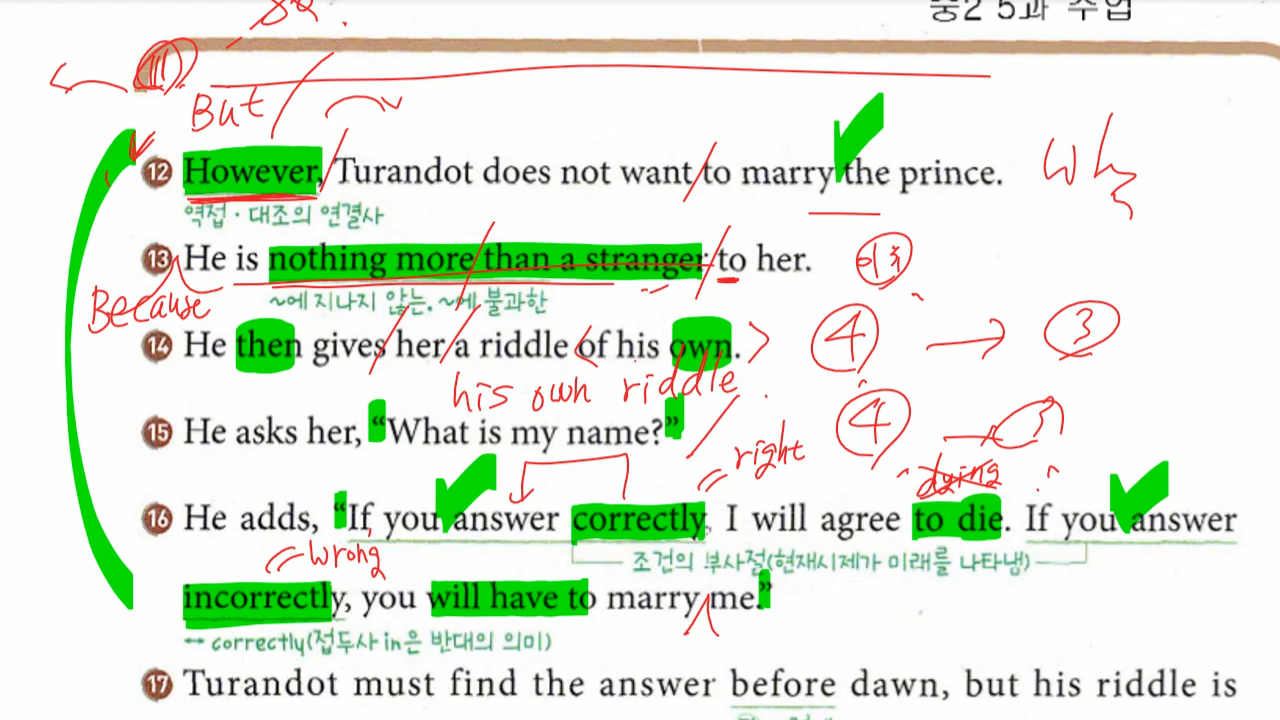 중2 5과 수업
⑪
But
⑫ However, Turandot does not want to marry the prince.
why
역접·대조의 연결사
⑬ He is nothing more than a stranger to her.
이유
Because
~에 지나지 않는, ~에 불과한
⑭ He then gives her a riddle of his own.
④ → ③
his own riddle
⑮ He asks her, “What is my name?”
④ → ③
right
dying
⑯ He adds, “If you answer correctly, I will agree to die. If you answer
wrong
조건의 부사절(현재시제가 미래를 나타냄)
incorrectly, you will have to marry me.”
↔ correctly(접두사 in은 반대의 의미)
⑰ Turandot must find the answer before dawn, but his riddle is